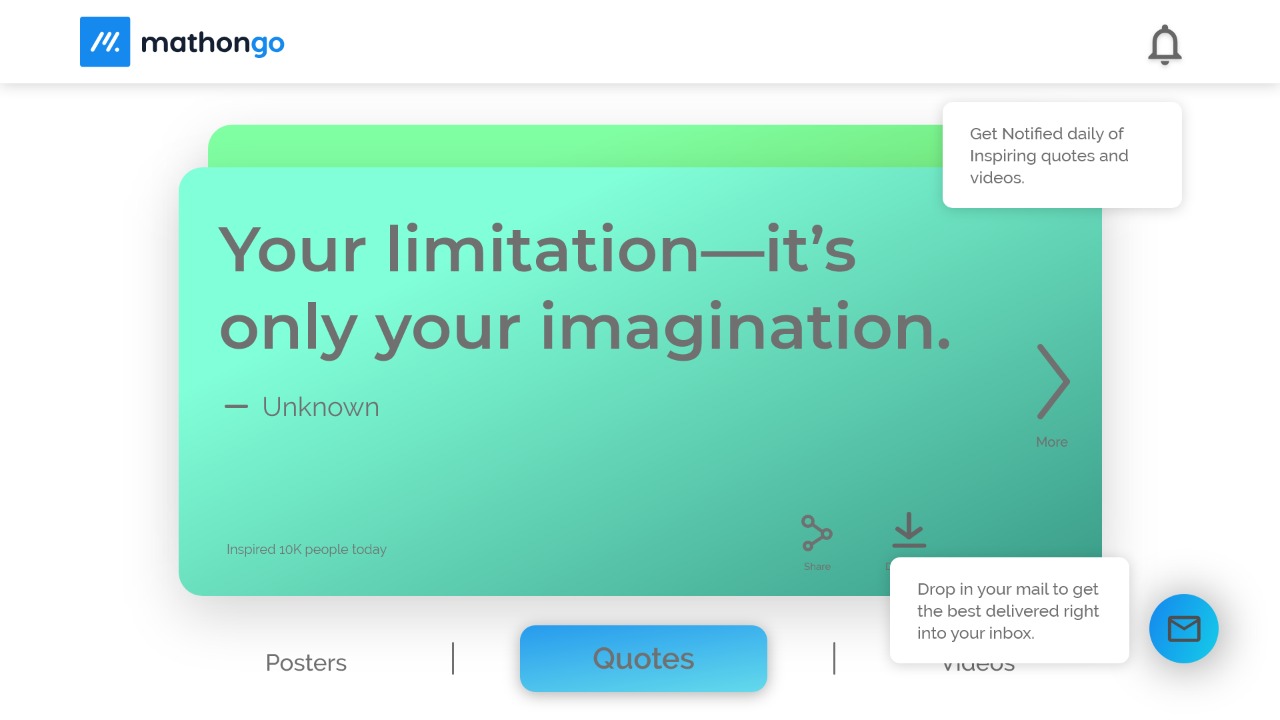 mathongo
Get Notified daily of
Inspiring quotes and
videos.
Your limitation—it’s
only your imagination.
— Unknown
More
Inspired 10K people today
Share
Drop in your mail to get
the best delivered right
into your inbox.
Posters
Quotes
Videos